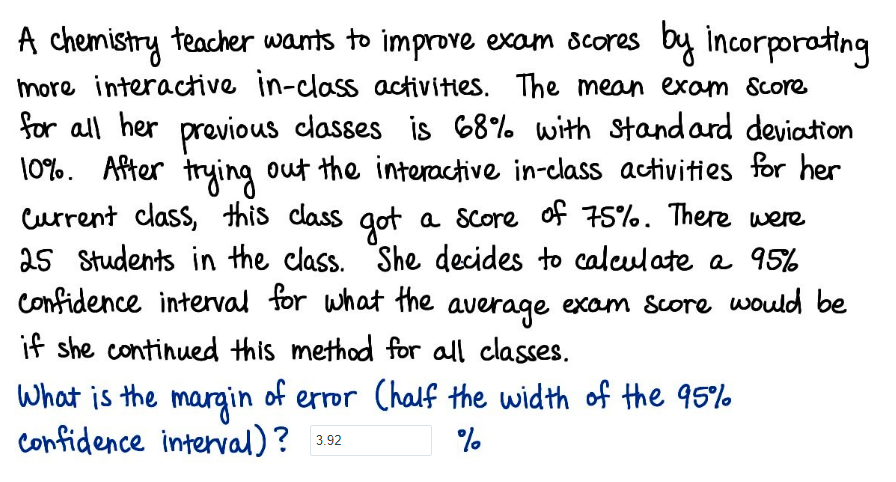 A chemistry teacher wants to improve exam scores by incorporating
more interactive in-class activities. The mean exam score
for all her previous classes is 68% with standard deviation
10%. After trying out the interactive in-class activities for her
current class, this class got a score of 75%. There were
25 students in the class. She decides to calculate a 95%
confidence interval for what the average exam score would be
if she continued this method for all classes.
What is the margin of error (half the width of the 95%
confidence interval)? 3.92 %